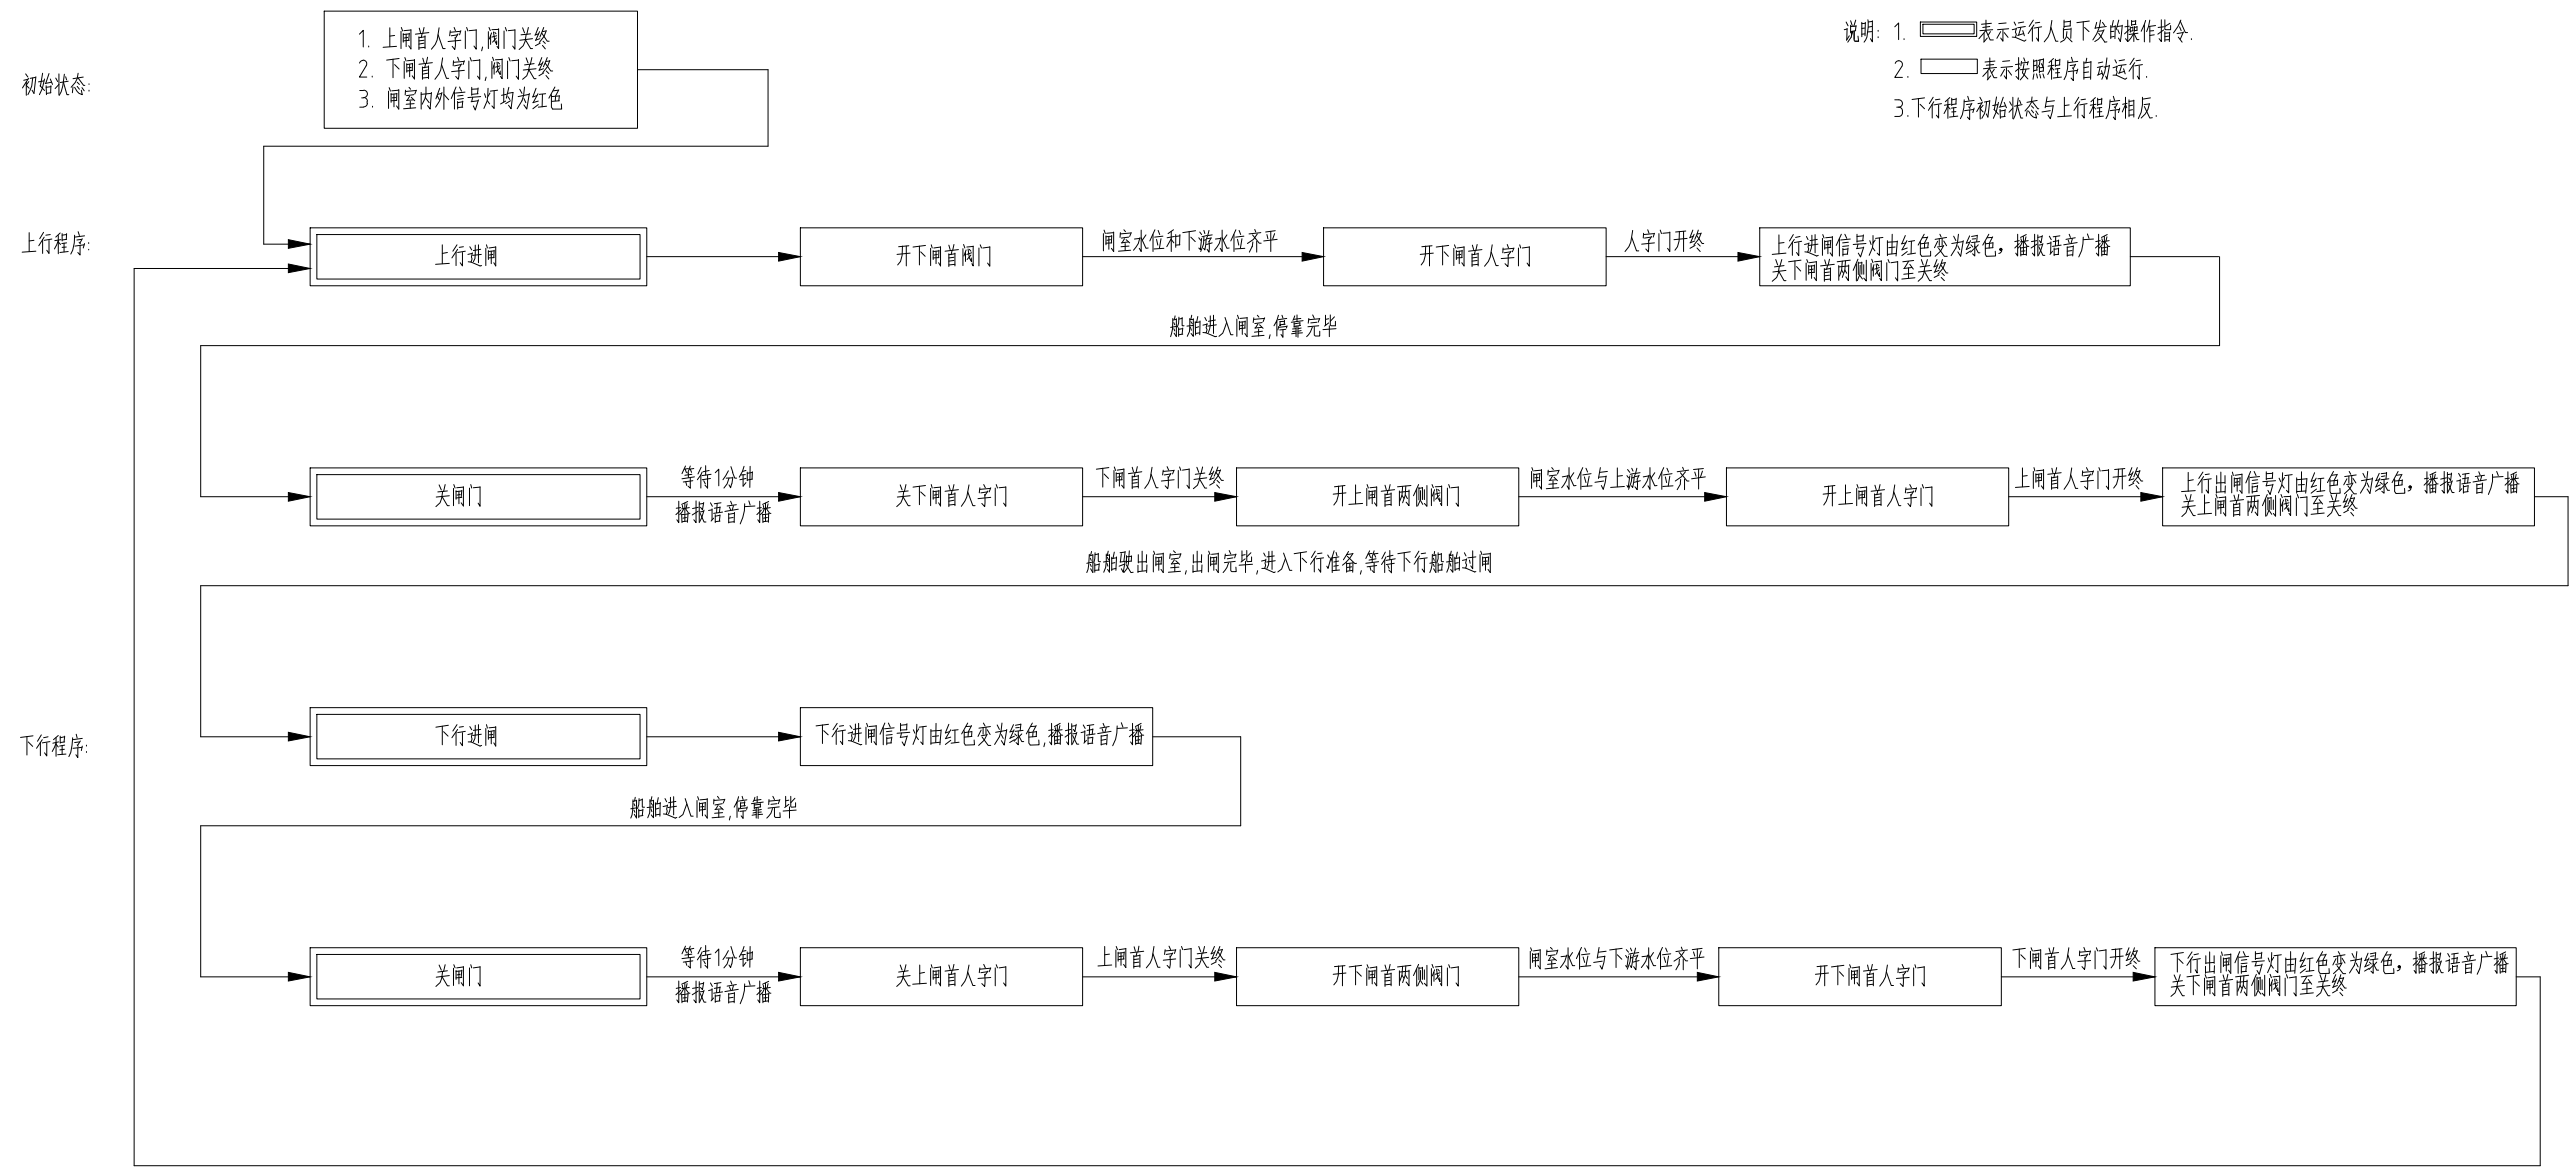 初始状态:
1. 上闸首人字门,阀门关终
2. 下闸首人字门,阀门关终
3. 闸室内外信号灯均为红色
说明: 1. 表示运行人员下发的操作指令.
2. 表示按照程序自动运行.
3.下行程序初始状态与上行程序相反.
上行程序:
上行进闸
开下闸首阀门
闸室水位和下游水位齐平
开下闸首人字门
人字门开终
上行进闸信号灯由红色变为绿色，播报语音广播
关下闸首两侧阀门至关终
船舶进入闸室,停靠完毕
关闸门
等待1分钟
播报语音广播
关下闸首人字门
下闸首人字门关终
开上闸首两侧阀门
闸室水位与上游水位齐平
开上闸首人字门
上闸首人字门开终
上行出闸信号灯由红色变为绿色，播报语音广播
关上闸首两侧阀门至关终
船舶驶出闸室,出闸完毕,进入下行准备,等待下行船舶过闸
下行程序:
下行进闸
下行进闸信号灯由红色变为绿色,播报语音广播
船舶进入闸室,停靠完毕
关闸门
等待1分钟
播报语音广播
关上闸首人字门
上闸首人字门关终
开下闸首两侧阀门
闸室水位与下游水位齐平
开下闸首人字门
下闸首人字门开终
下行出闸信号灯由红色变为绿色，播报语音广播
关下闸首两侧阀门至关终